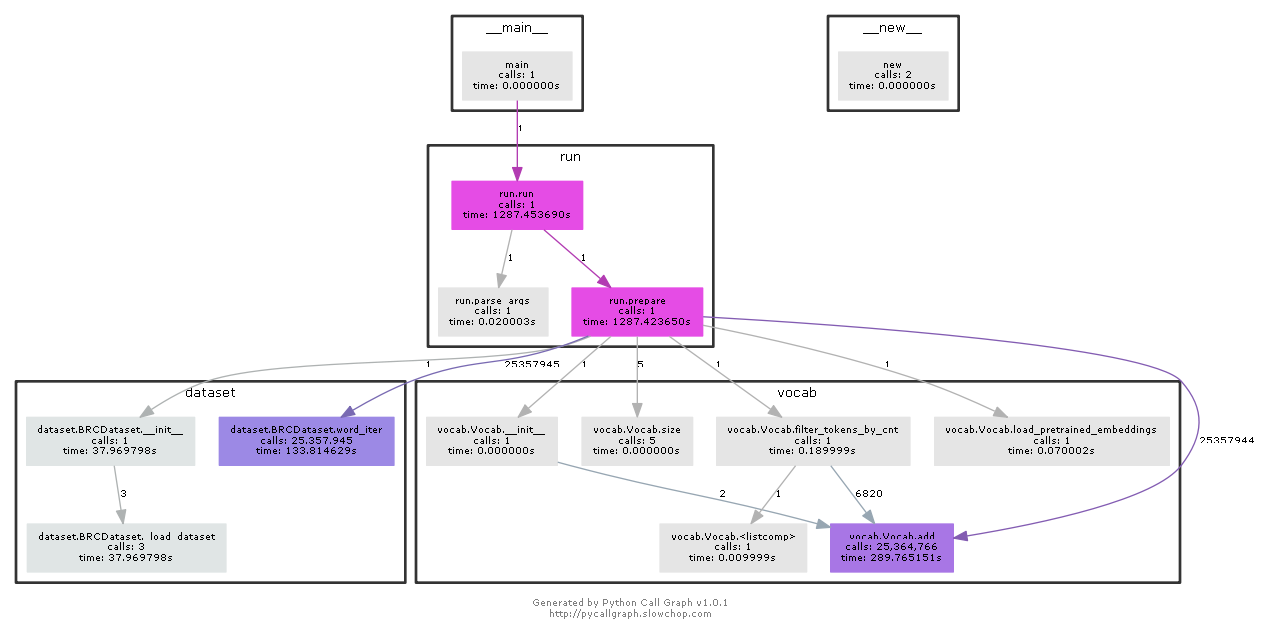 __main__
__new__
main
calls: 1
time: 0.000000s
new
calls: 2
time: 0.000000s
1
run
run.run
calls: 1
time: 1287.453690s
1
1
run.parse_args
calls: 1
time: 0.020003s
run.prepare
calls: 1
time: 1287.423650s
1
25357945
1
5
1
1
25357944
dataset
dataset.BRCDataset.__init__
calls: 1
time: 37.969798s
dataset.BRCDataset.word_iter
calls: 25,357,945
time: 133.814629s
3
dataset.BRCDataset._load_dataset
calls: 3
time: 37.969798s
vocab
vocab.Vocab.__init__
calls: 1
time: 0.000000s
vocab.Vocab.size
calls: 5
time: 0.000000s
vocab.Vocab.filter_tokens_by_cnt
calls: 1
time: 0.189999s
vocab.Vocab.load_pretrained_embeddings
calls: 1
time: 0.070002s
2
1
6820
vocab.Vocab.<listcomp>
calls: 1
time: 0.009999s
vocab.Vocab.add
calls: 25,364,766
time: 289.765151s
Generated by Python Call Graph v1.0.1
http://pycallgraph.slowchop.com